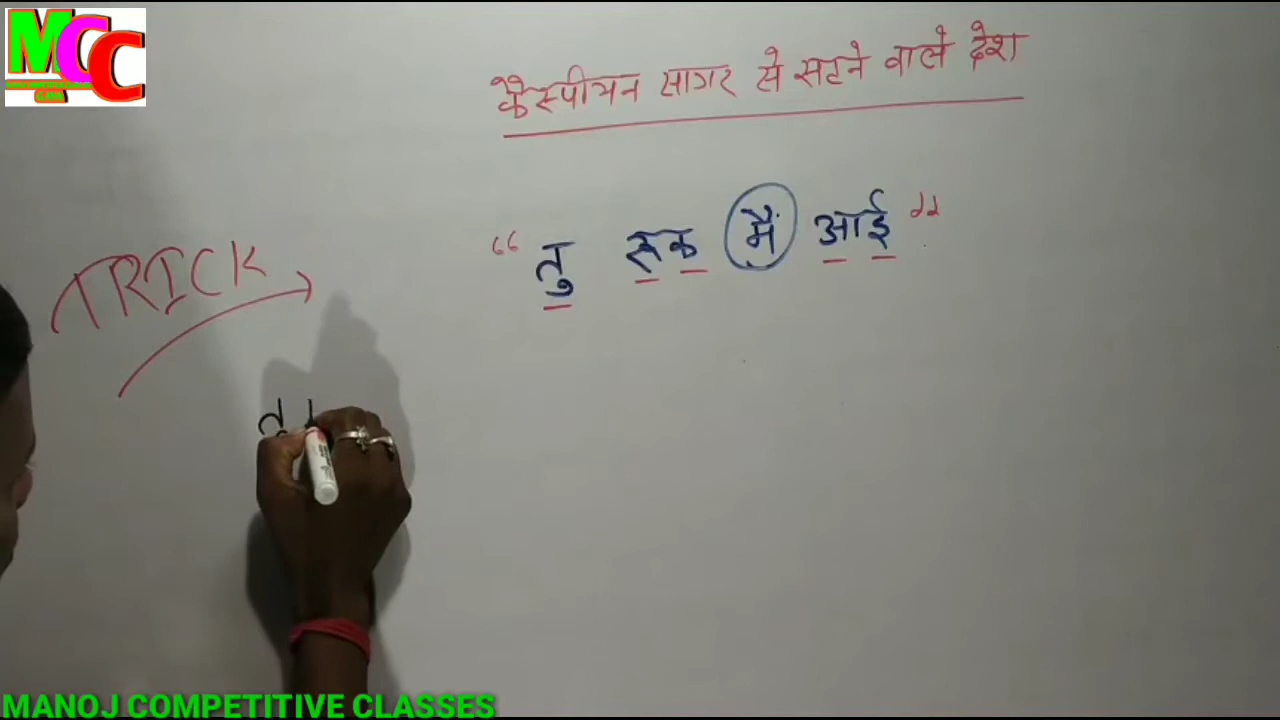 MCC
कैस्पीयन सागर से सटने वाले देश
"तु रूक मैं आई"
TRICK
तु
MANOJ COMPETITIVE CLASSES